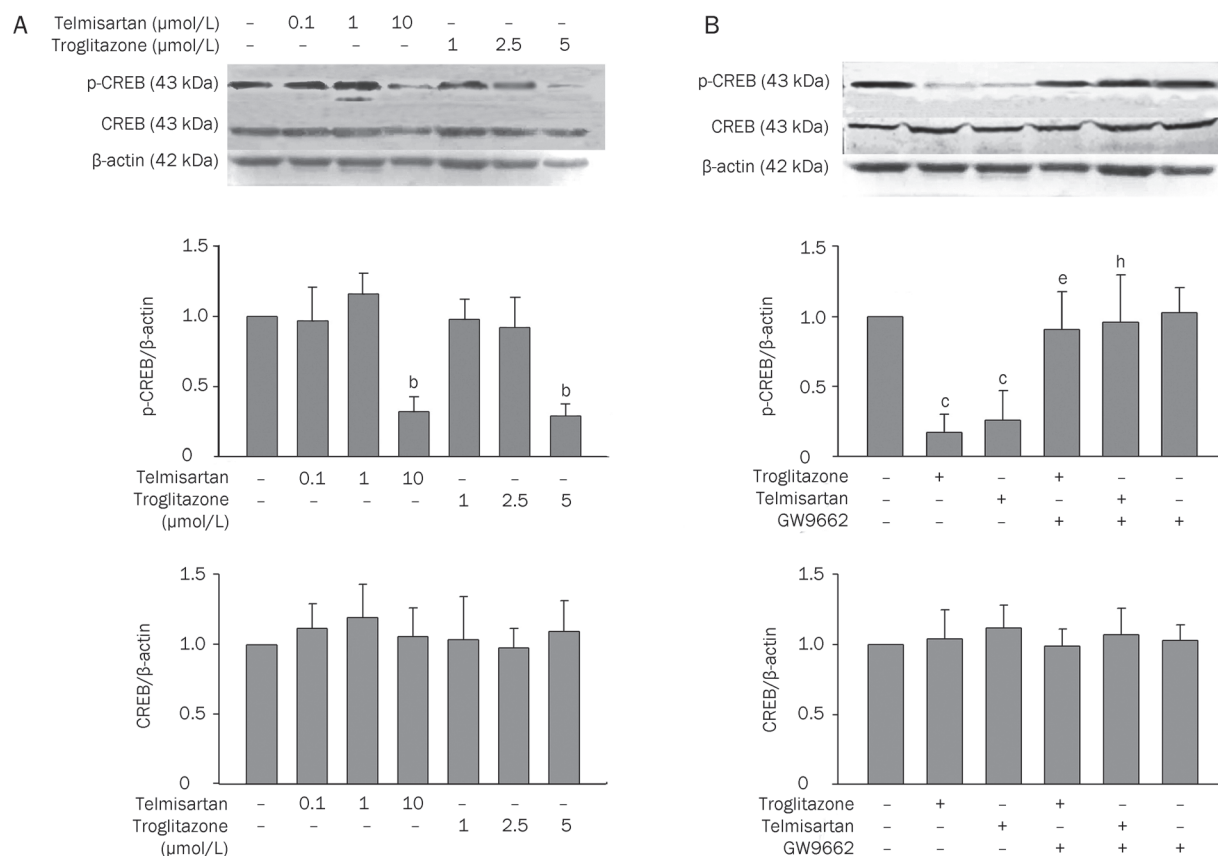 A
Telmisartan (μmol/L) – 0.1 1 10 – – –
Troglitazone (μmol/L) – – – – 1 2.5 5
p-CREB (43 kDa)
CREB (43 kDa)
β-actin (42 kDa)
p-CREB/β-actin
1.5
1.0
0.5
0
b
b
Telmisartan – 0.1 1 10 – – –
Troglitazone – – – – 1 2.5 5
(μmol/L)
CREB/β-actin
1.5
1.0
0.5
0
Telmisartan – 0.1 1 10 – – –
Troglitazone – – – – 1 2.5 5
(μmol/L)
B
p-CREB (43 kDa)
CREB (43 kDa)
β-actin (42 kDa)
p-CREB/β-actin
1.5
1.0
0.5
0
c
c
e
h
Troglitazone – + – + – –
Telmisartan – – + – + –
GW9662 – – – + + +
CREB/β-actin
1.5
1.0
0.5
0
Troglitazone – + – + – –
Telmisartan – – + – + –
GW9662 – – – + + +